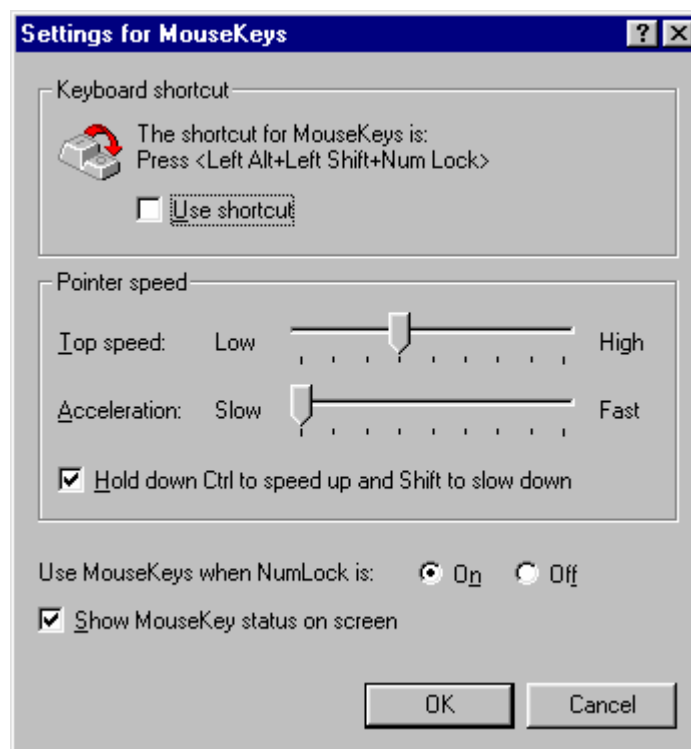 Settings for MouseKeys
Keyboard shortcut
The shortcut for MouseKeys is:
Press <Left Alt+Left Shift+Num Lock>
Use shortcut
Pointer speed
Top speed: Low High
Acceleration: Slow Fast
Hold down Ctrl to speed up and Shift to slow down
Use MouseKeys when NumLock is: On Off
Show MouseKey status on screen
OK Cancel